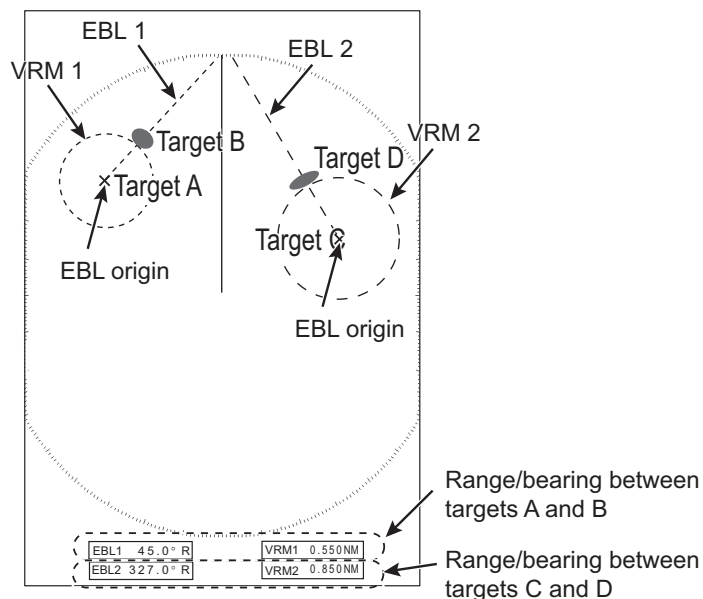 EBL 1
EBL 2
VRM 1
VRM 2
Target B
Target D
Target A
Target C
EBL origin
EBL origin
Range/bearing between
targets A and B
EBL1 45.0° R VRM1 0.550NM
EBL2 327.0° R VRM2 0.850NM
Range/bearing between
targets C and D